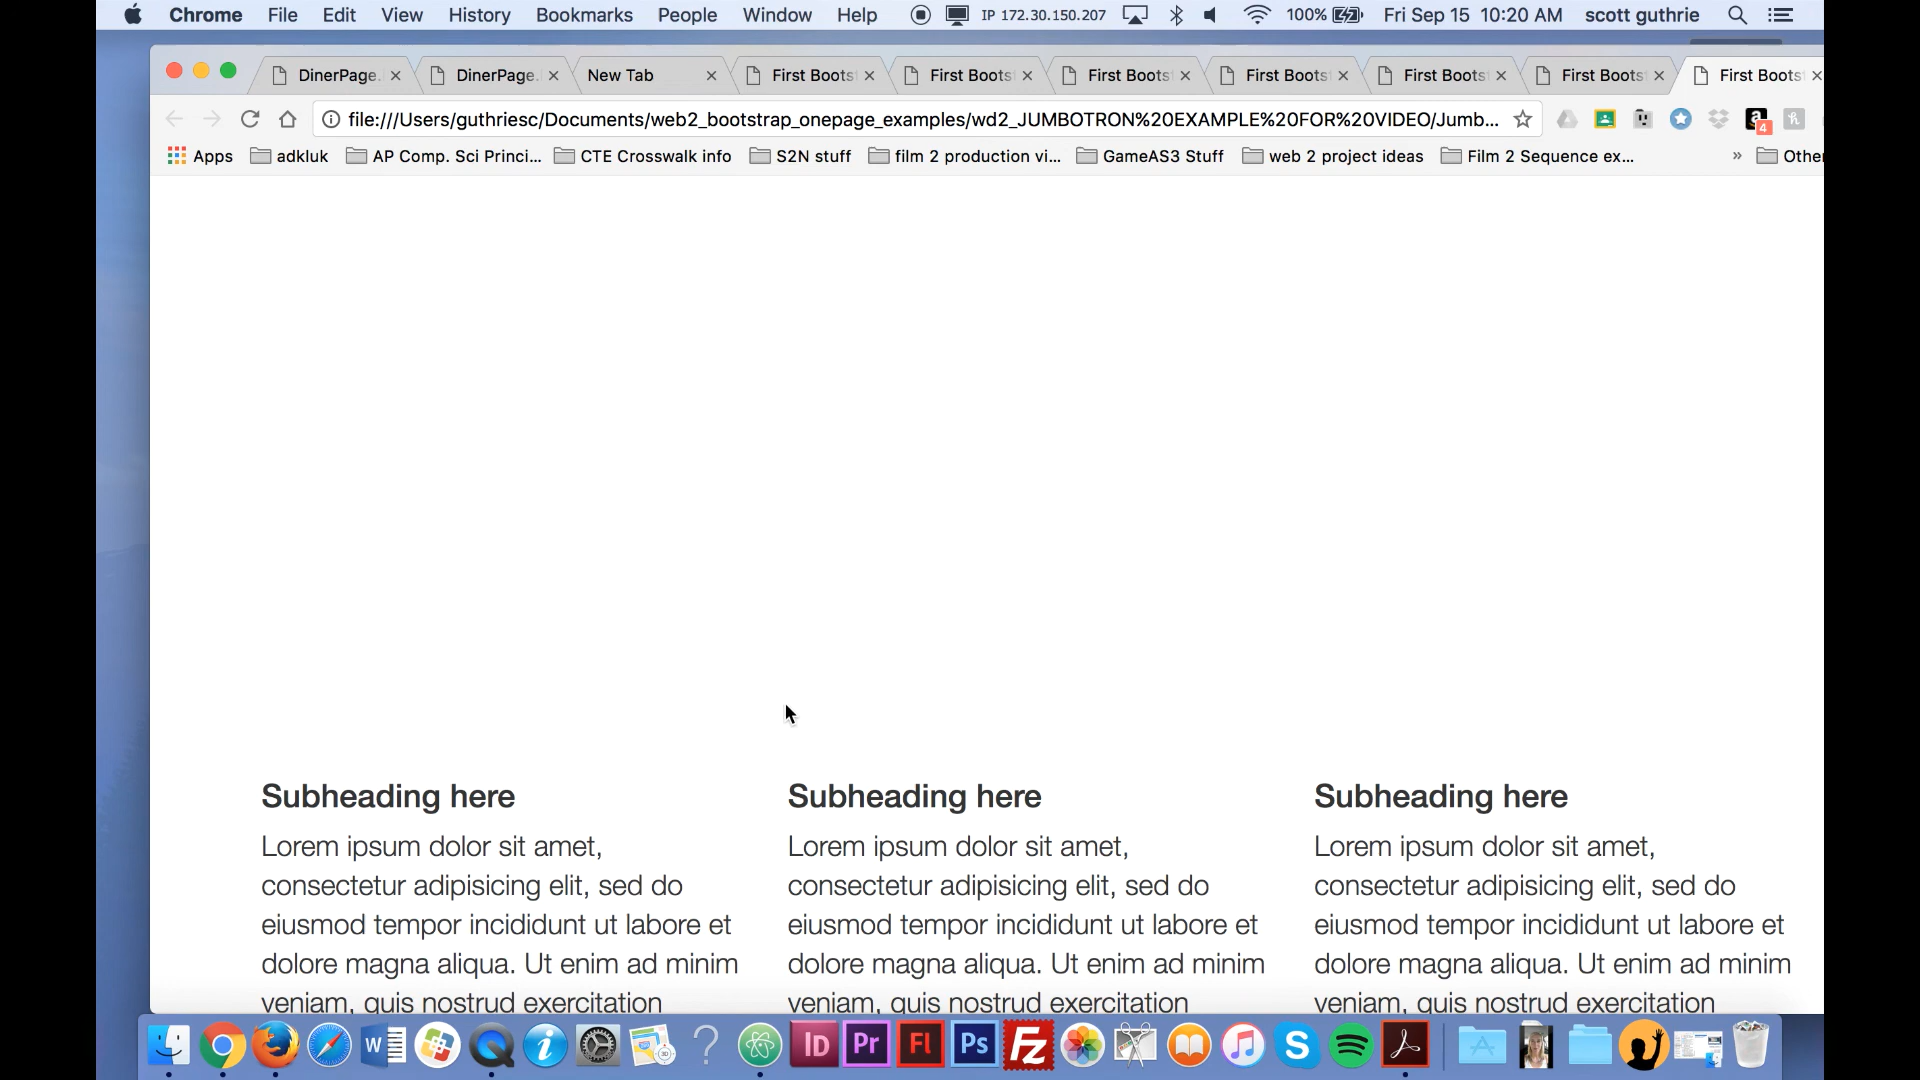 Chrome File Edit View History Bookmarks People Window Help IP 172.30.150.207 100% Fri Sep 15 10:20 AM scott guthrie
DinerPage. DinerPage. New Tab First Boots First Boots First Boots First Boots First Boots First Boots First Boots
file:///Users/guthriesc/Documents/web2_bootstrap_onepage_examples/wd2_JUMBOTRON%20EXAMPLE%20FOR%20VIDEO/Jumb... a 4 h
Apps adkluk AP Comp. Sci Princi... CTE Crosswalk info S2N stuff film 2 production vi... GameAS3 Stuff web 2 project ideas Film 2 Sequence ex... » Other
Subheading here Subheading here Subheading here
Lorem ipsum dolor sit amet, Lorem ipsum dolor sit amet, Lorem ipsum dolor sit amet,
consectetur adipisicing elit, sed do consectetur adipisicing elit, sed do consectetur adipisicing elit, sed do
eiusmod tempor incididunt ut labore et eiusmod tempor incididunt ut labore et eiusmod tempor incididunt ut labore et
dolore magna aliqua. Ut enim ad minim dolore magna aliqua. Ut enim ad minim dolore magna aliqua. Ut enim ad minim
veniam, quis nostrud exercitation veniam, quis nostrud exercitation veniam, quis nostrud exercitation
W i 3D ? ID Pr Fl Ps Fz S